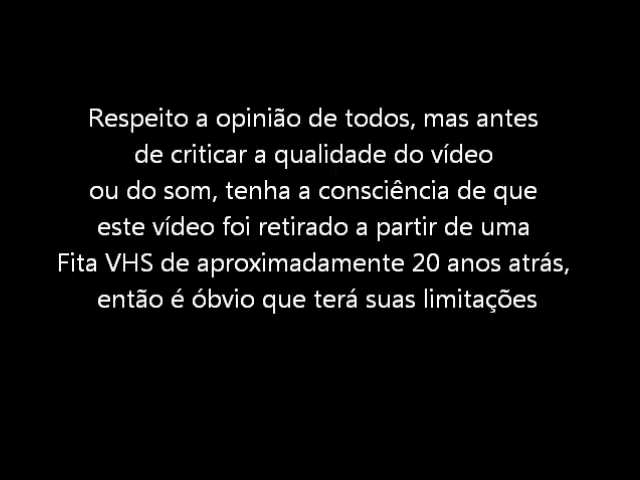 Respeito a opinião de todos, mas antes
de criticar a qualidade do vídeo
ou do som, tenha a consciência de que
este vídeo foi retirado a partir de uma
Fita VHS de aproximadamente 20 anos atrás,
então é óbvio que terá suas limitações